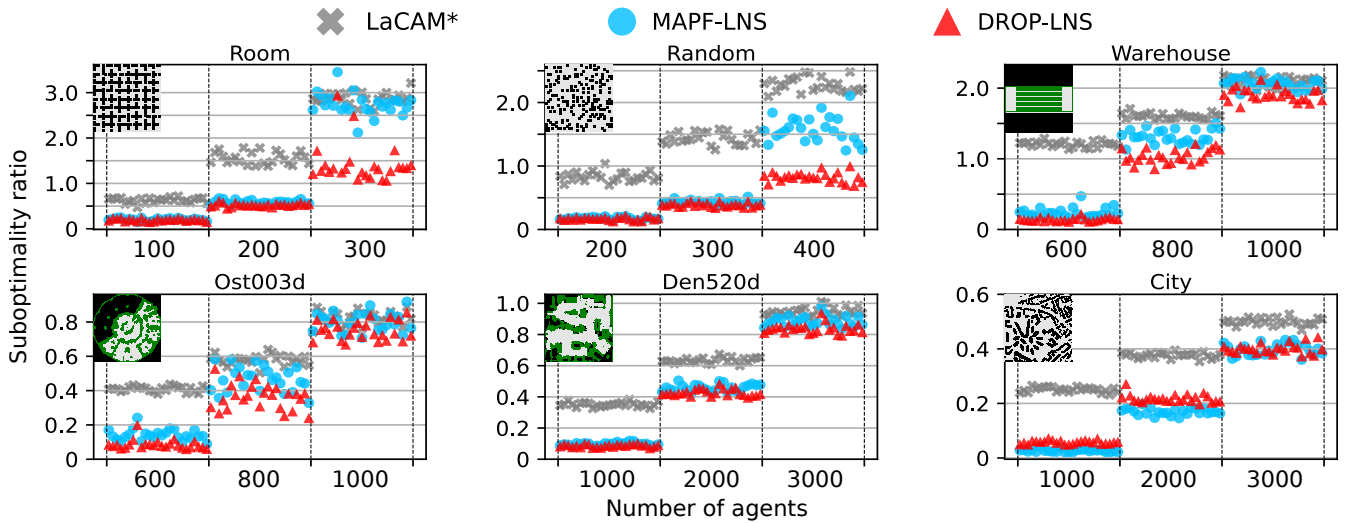 LaCAM* MAPF-LNS DROP-LNS
Room Random Warehouse
3.0
2.0
1.0
0
100 200 300
2.0
1.0
0.0
200 300 400
2.0
1.0
0
600 800 1000
Suboptimality ratio
Ost003d Den520d City
0.8
0.6
0.4
0.2
0
600 800 1000
1.0
0.8
0.6
0.4
0.2
0.0
1000 2000 3000
0.6
0.4
0.2
0
1000 2000 3000
Number of agents